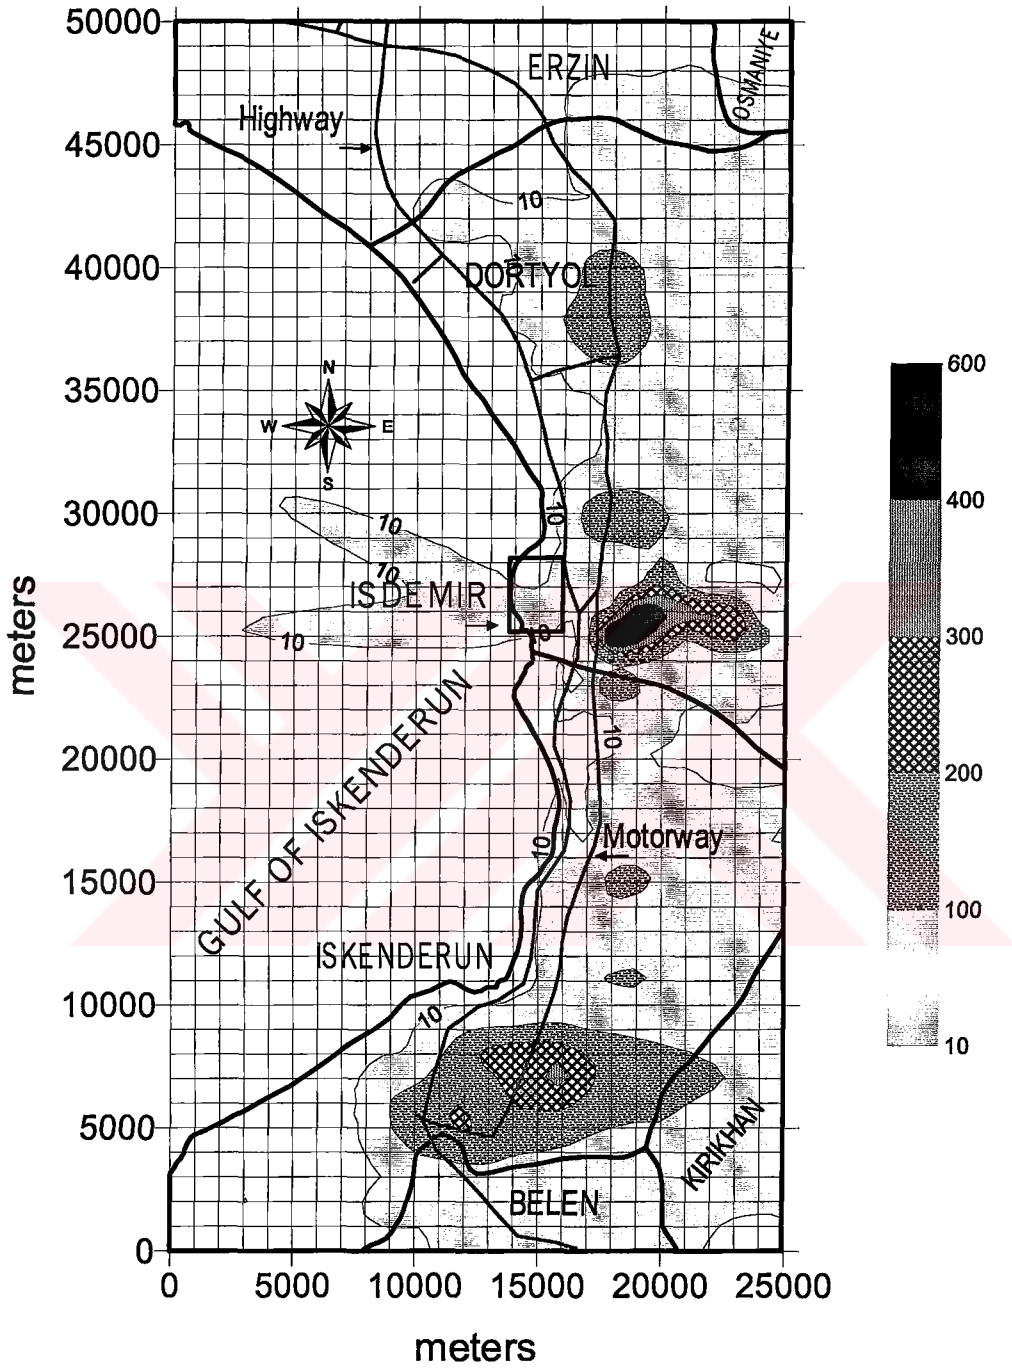 50000
45000
40000
35000
30000
25000
20000
15000
10000
5000
0
meters
0
5000
10000
15000
20000
25000
meters
ERZIN
OSMANIYE
Highway
10
DORTYOL
N
W
E
S
10
10
10
ISDEMIR
10
10
GULF OF ISKENDERUN
10
10
Motorway
ISKENDERUN
10
KIRIKHAN
BELEN
600
400
300
200
100
10